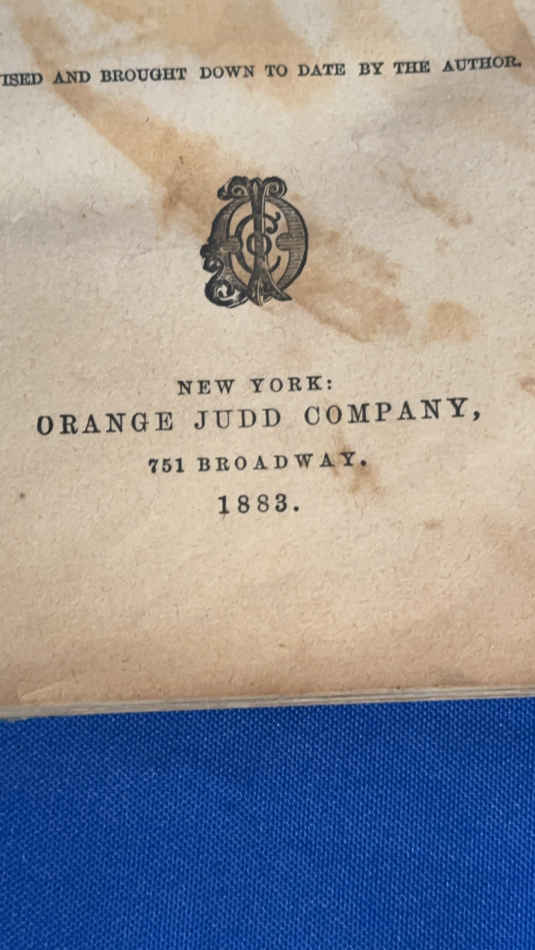 ISED AND BROUGHT DOWN TO DATE BY THE AUTHOR.
NEW YORK:
ORANGE JUDD COMPANY,
751 BROADWAY.
1883.